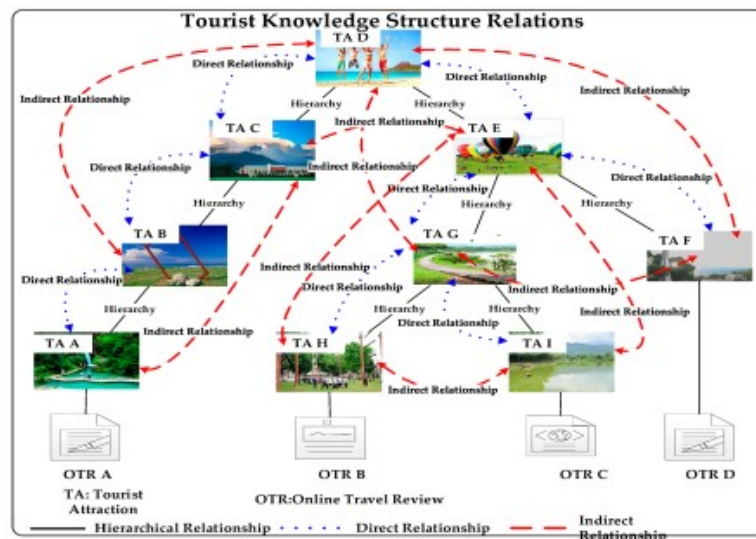 Tourist Knowledge Structure Relations
TA D
Direct Relationship
Direct Relationship
Indirect Relationship
Indirect Relationship
Hierarchy
Hierarchy
TA C
Indirect Relationship
TA E
Direct Relationship
Indirect Relationship
Direct Relationship
Direct Relationship
Hierarchy
Hierarchy
Hierarchy
TA B
TA G
TA F
Direct Relationship
Indirect Relationship
Direct Relationship
Indirect Relationship
Hierarchy
Hierarchy
Hierarchy
Indirect Relationship
Direct Relationship
Indirect Relationship
TA A
TA H
TA I
Indirect Relationship
OTR A
OTR B
OTR C
OTR D
TA: Tourist
Attraction
OTR:Online Travel Review
Hierarchical Relationship
Direct Relationship
Indirect
Relationship